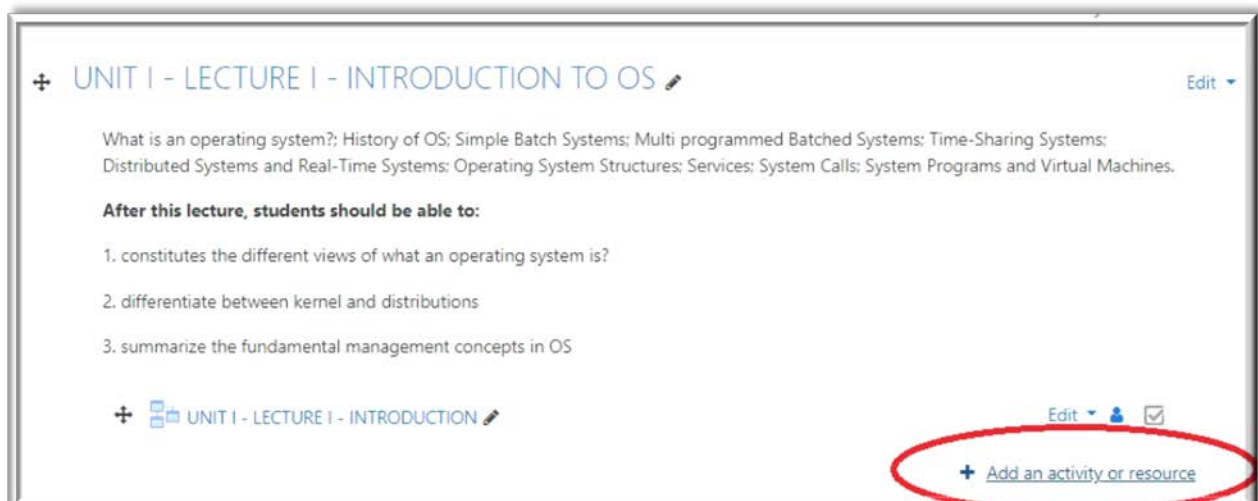 UNIT I - LECTURE I - INTRODUCTION TO OS
Edit
What is an operating system?; History of OS; Simple Batch Systems; Multi programmed Batched Systems; Time-Sharing Systems;
Distributed Systems and Real-Time Systems; Operating System Structures; Services; System Calls; System Programs and Virtual Machines.
After this lecture, students should be able to:
1. constitutes the different views of what an operating system is?
2. differentiate between kernel and distributions
3. summarize the fundamental management concepts in OS
UNIT I - LECTURE I - INTRODUCTION
Edit
+ Add an activity or resource